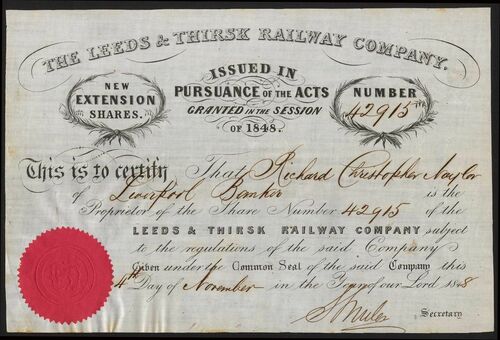 THE LEEDS & THIRSK RAILWAY COMPANY.
NEW
EXTENSION
SHARES.
ISSUED IN
PURSUANCE OF THE ACTS
GRANTED IN THE SESSION
OF 1848.
NUMBER
42915
This is to certify That Richard Christopher Naylor
of Liverpool Banker is the
Proprietor of the Share Number 42915 of the
LEEDS & THIRSK RAILWAY COMPANY subject
to the regulations of the said Company
Given under the Common Seal of the said Company this
4th Day of November in the Year of our Lord 1848
Secretary